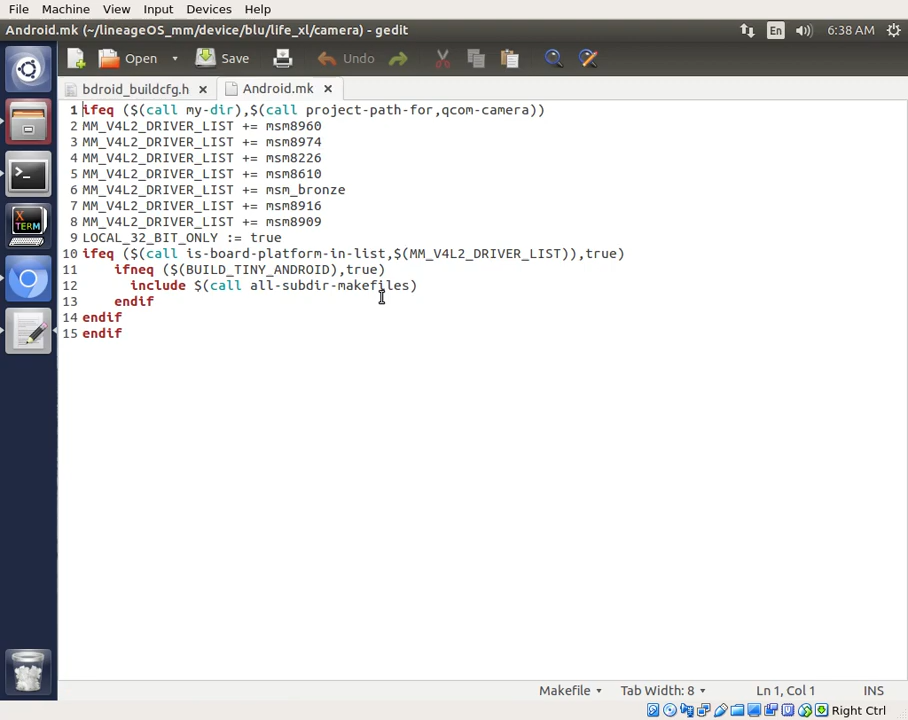 File Machine View Input Devices Help
Android.mk (~/lineageOS_mm/device/blu/life_xl/camera) - gedit En 6:38 AM
Open Save Undo
bdroid_buildcfg.h × Android.mk ×
1 ifeq ($(call my-dir),$(call project-path-for,qcom-camera))
2 MM_V4L2_DRIVER_LIST += msm8960
3 MM_V4L2_DRIVER_LIST += msm8974
4 MM_V4L2_DRIVER_LIST += msm8226
5 MM_V4L2_DRIVER_LIST += msm8610
6 MM_V4L2_DRIVER_LIST += msm_bronze
7 MM_V4L2_DRIVER_LIST += msm8916
8 MM_V4L2_DRIVER_LIST += msm8909
9 LOCAL_32_BIT_ONLY := true
10 ifeq ($(call is-board-platform-in-list,$(MM_V4L2_DRIVER_LIST)),true)
11     ifneq ($(BUILD_TINY_ANDROID),true)
12       include $(call all-subdir-makefiles)
13     endif
14 endif
15 endif
>_
X
TERM
Makefile Tab Width: 8 Ln 1, Col 1 INS
Right Ctrl